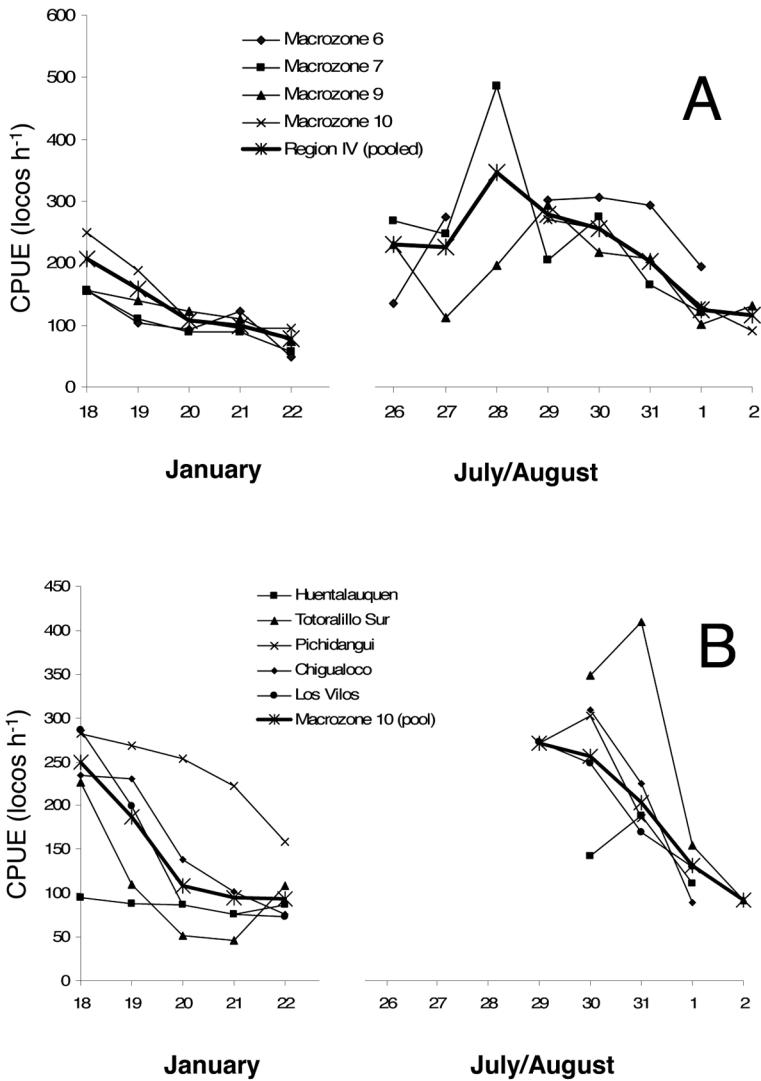 600
500
400
300
200
100
0
CPUE (locos h-1)
Macrozone 6
Macrozone 7
Macrozone 9
Macrozone 10
Region IV (pooled)
A
18 19 20 21 22 26 27 28 29 30 31 1 2
January July/August
450
400
350
300
250
200
150
100
50
0
CPUE (locos h-1)
Huentalauquen
Totoralillo Sur
Pichidangui
Chigualoco
Los Vilos
Macrozone 10 (pool)
B
18 19 20 21 22 26 27 28 29 30 31 1 2
January July/August